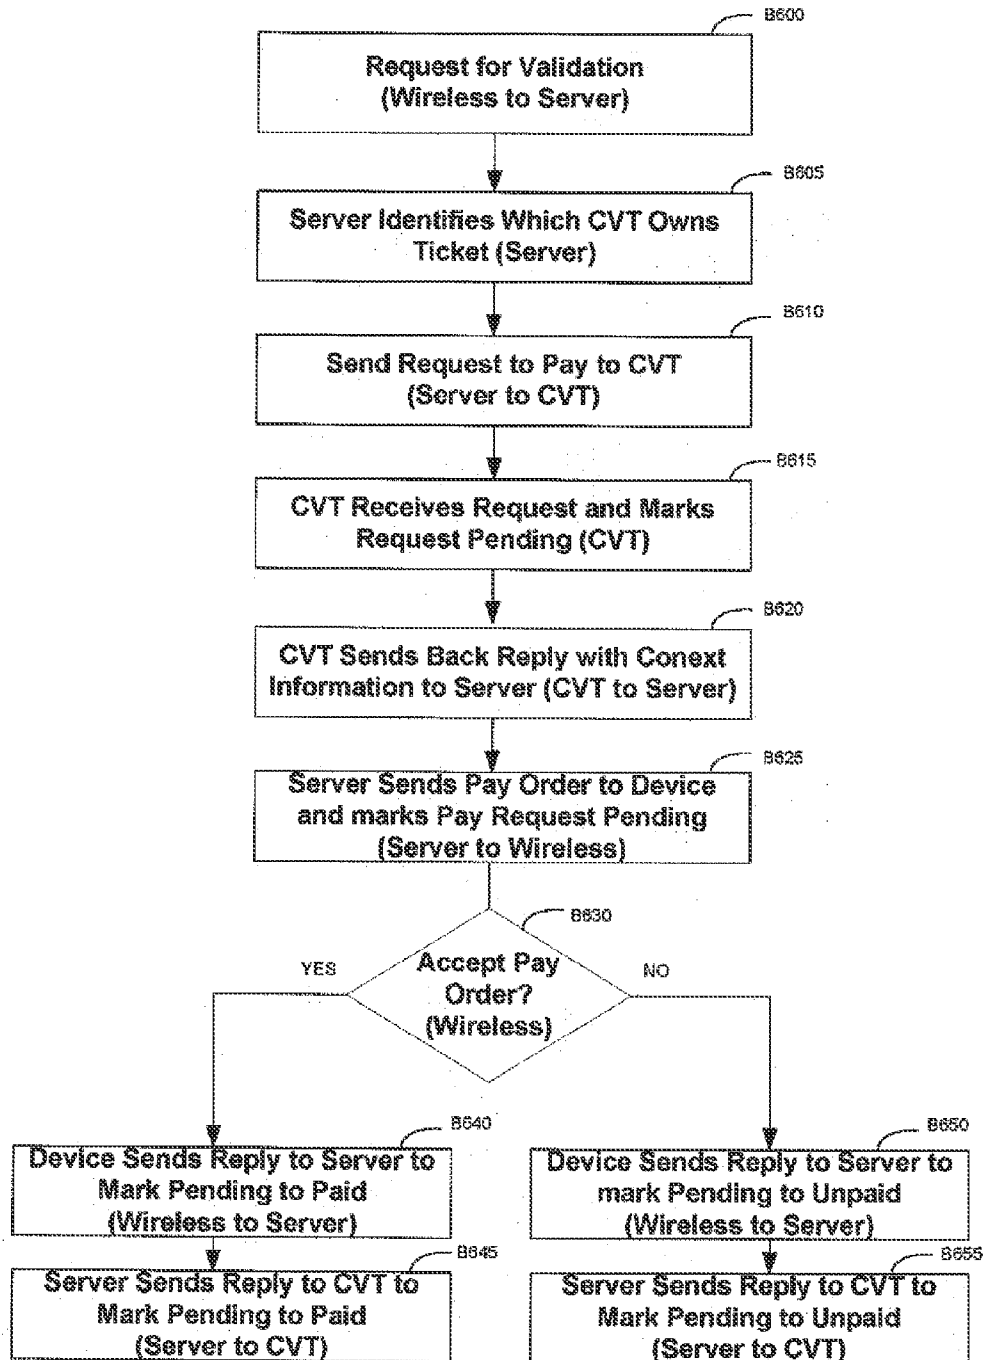 B600
Request for Validation
(Wireless to Server)
B605
Server Identifies Which CVT Owns
Ticket (Server)
B610
Send Request to Pay to CVT
(Server to CVT)
B615
CVT Receives Request and Marks
Request Pending (CVT)
B620
CVT Sends Back Reply with Conext
Information to Server (CVT to Server)
B625
Server Sends Pay Order to Device
and marks Pay Request Pending
(Server to Wireless)
B630
YES
Accept Pay
Order?
(Wireless)
NO
B640
Device Sends Reply to Server to
Mark Pending to Paid
(Wireless to Server)
B650
Device Sends Reply to Server to
mark Pending to Unpaid
(Wireless to Server)
B645
Server Sends Reply to CVT to
Mark Pending to Paid
(Server to CVT)
B655
Server Sends Reply to CVT to
Mark Pending to Unpaid
(Server to CVT)